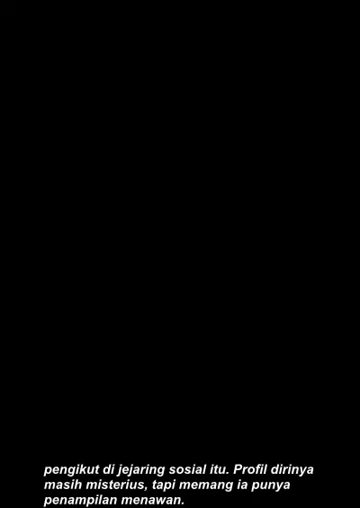 pengikut di jejaring sosial itu. Profil dirinya
masih misterius, tapi memang ia punya
penampilan menawan.